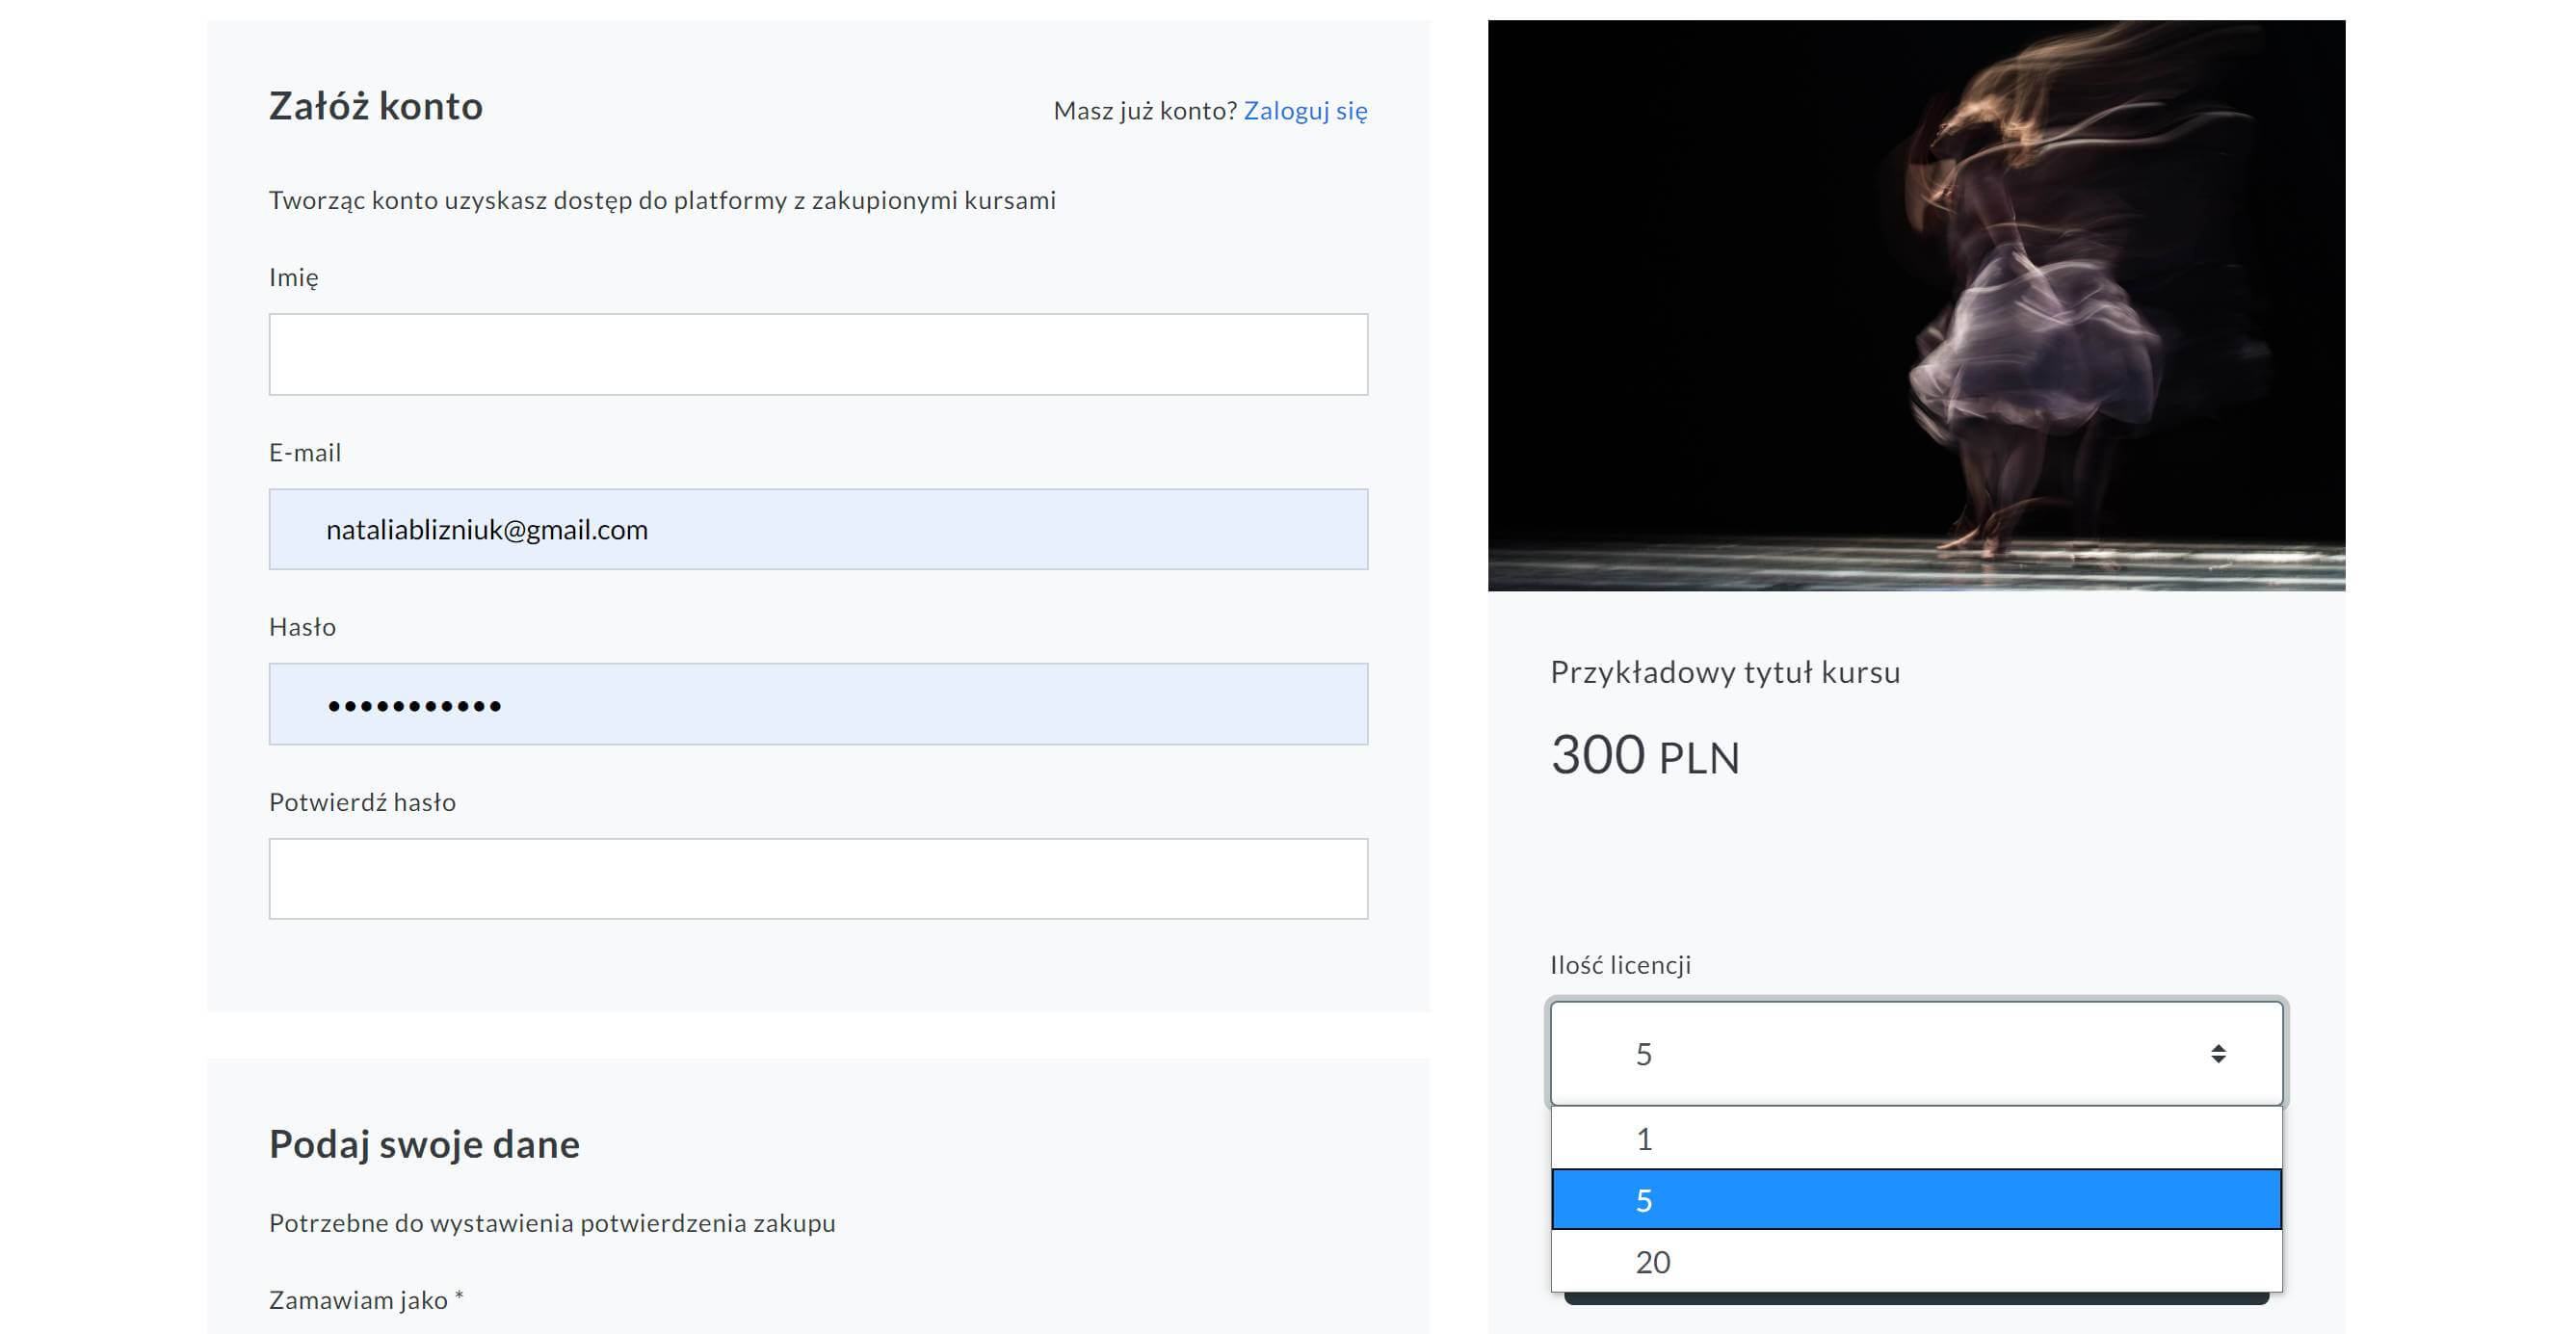 Załóż konto
Masz już konto? Zaloguj się
Tworząc konto uzyskasz dostęp do platformy z zakupionymi kursami
Imię
E-mail
nataliablizniuk@gmail.com
Hasło
•••••••••••
Potwierdź hasło
Podaj swoje dane
Potrzebne do wystawienia potwierdzenia zakupu
Zamawiam jako *
Przykładowy tytuł kursu
300 PLN
Ilość licencji
5
1
5
20